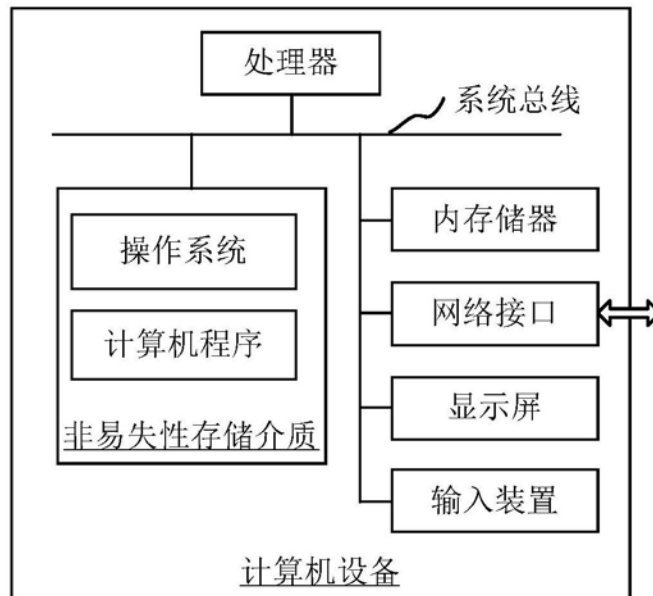 处理器
系统总线
操作系统
计算机程序
非易失性存储介质
内存储器
网络接口
显示屏
输入装置
计算机设备